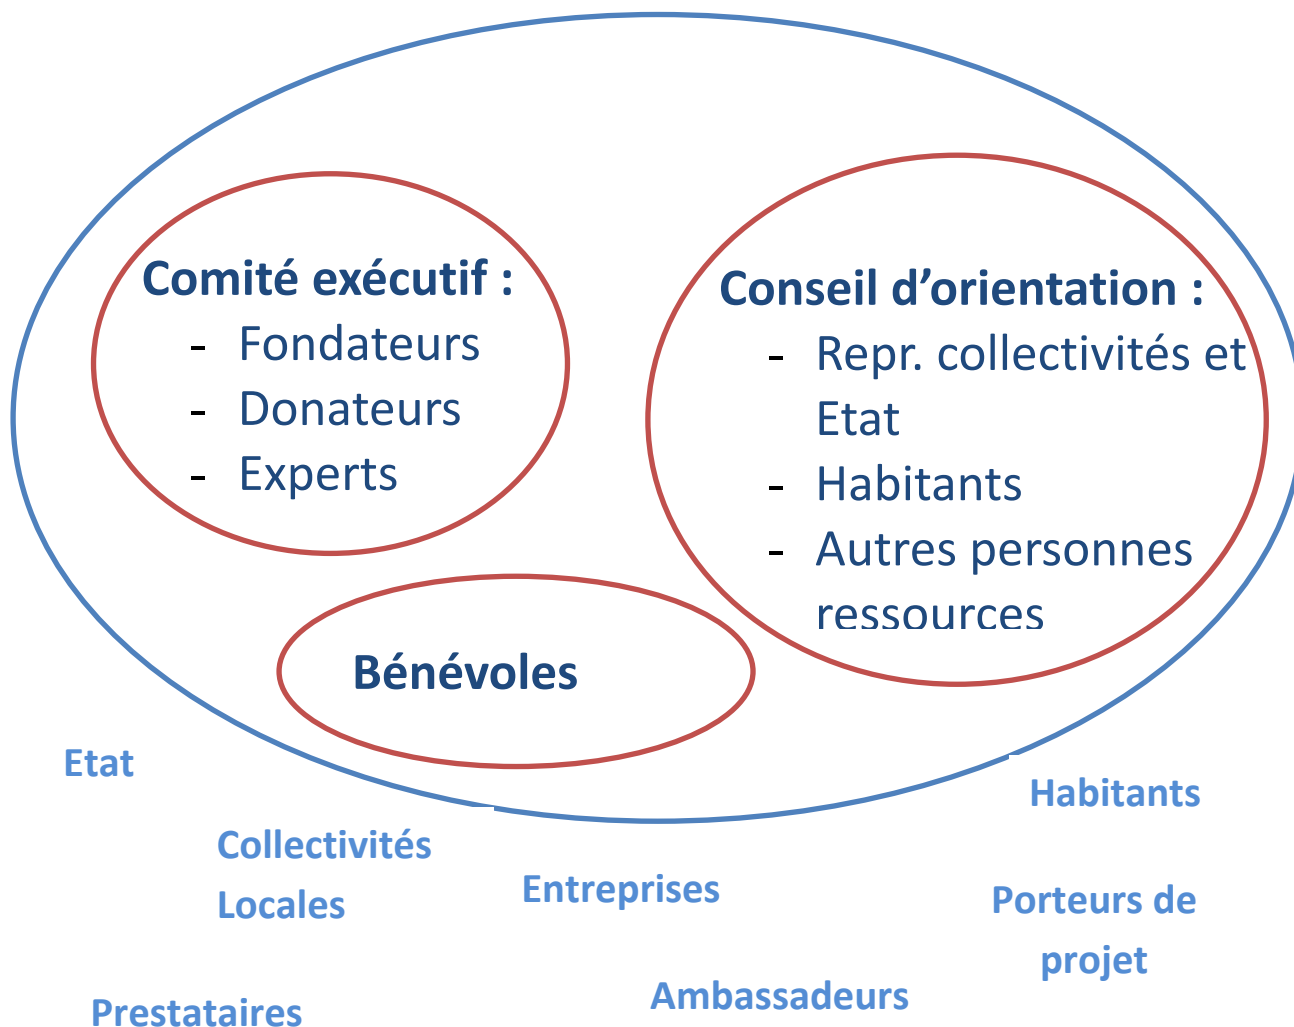 Comité exécutif :
- Fondateurs
- Donateurs
- Experts
Conseil d’orientation :
- Repr. collectivités et
Etat
- Habitants
- Autres personnes
ressources
Bénévoles
Etat
Habitants
Collectivités
Locales
Entreprises
Porteurs de
projet
Ambassadeurs
Prestataires